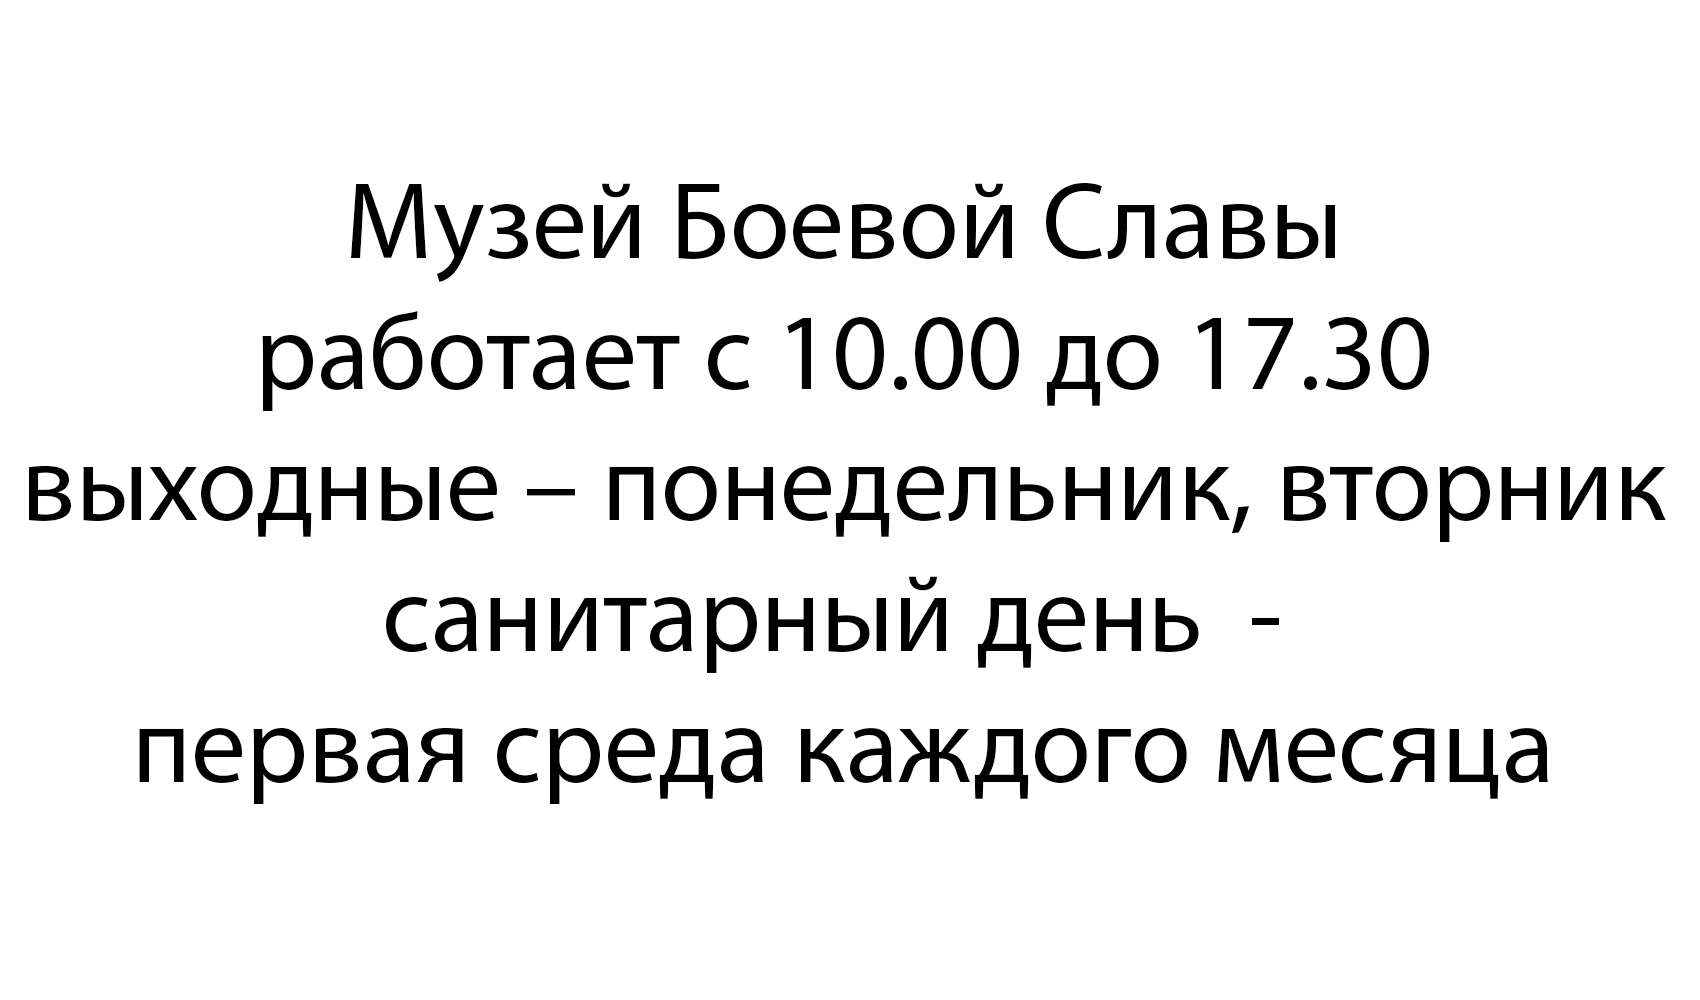 Музей Боевой Славы
работает с 10.00 до 17.30
выходные – понедельник, вторник
санитарный день  -
первая среда каждого месяца